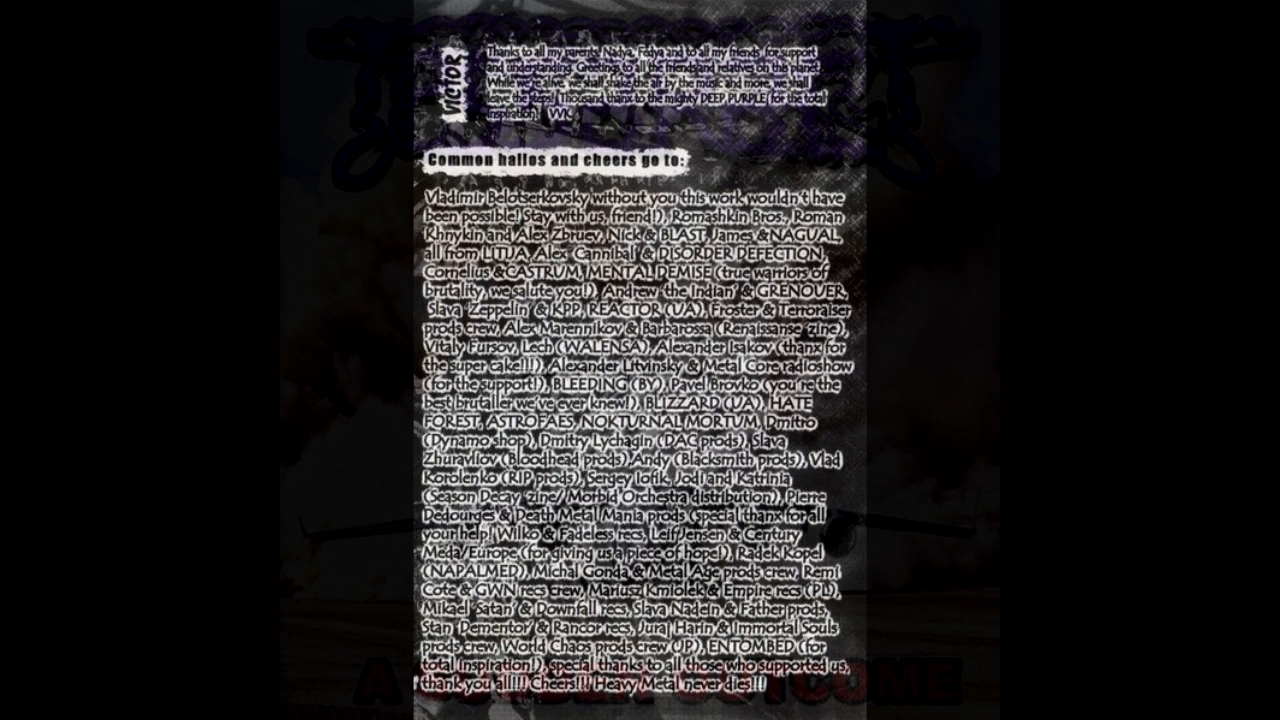 VICTOR
Thanks to all my parents, Nadya, Fedya and to all my friends for support
and understanding. Greetings to all the friends and relatives on this planet
While we're alive, we shall shake the air by the music and more, we shall
leave the steps! Thousand thanx to the mighty DEEP PURPLE (for the total
inspiration!
Common hallos and cheers go to:
Vladimir Belotserkovsky without you this work wouldn't have
been possible! Stay with us, friend!), Romashkin Bros., Roman
Khnykin and Alex Zbruev, Nick & BLAST, James &NAGUAL,
all from LITIJA, Alex 'Cannibal' & DISORDER DEFECTION,
Cornelius &CASTRUM, MENTAL DEMISE (true warriors of
brutality, we salute you!), Andrew 'the Indian' & GRENOUER,
Slava 'Zeppelin' & KPP, REACTOR (UA), Froster & Terroraiser
prods crew, Alex Marennikov & Barbarossa (Renaissanse 'zine),
Vitaly Fursov, Lech (WALENSA), Alexander Isakov (thanx for
the super cake!!!), Alexander Litvinsky & Metal Core radioshow
(for the support!), BLEEDING (BY), Pavel Brovko (you're the
best brutaller we've ever knew!), BLIZZARD (UA), HATE
FOREST, ASTROFAES, NOKTURNAL MORTUM, Dmitro
(Dynamo shop), Dmitry Lychagin (DAC prods), Slava
Zhuravliov (Bloodhead prods),Andy (Blacksmith prods), Vlad
Korolenko (RIP prods), Sergey Iofik, Jodi and Katrinia
(Season Decay 'zine/ Morbid Orchestra distribution), Pierre
Dedourges & Death Metal Mania prods (special thanx for all
your help! Wilko & Fadeless recs, Leif Jensen & Century
Meda/Europe (for giving us a piece of hope!), Radek Kopel
(NAPALMED), Michal Gonda & Metal Age prods crew, Remi
Cote & GWN recs crew, Mariusz Kmiolek & Empire recs (PL),
Mikael 'Satan' & Downfall recs, Slava Nadein & Father prods,
Stan 'Dementor' & Rancor recs, Juraj Harin & Immortal Souls
prods crew, World Chaos prods crew (JP), ENTOMBED (for
total inspiration!), special thanks to all those who supported us,
thank you all!!! Cheers!!! Heavy Metal never dies!!!